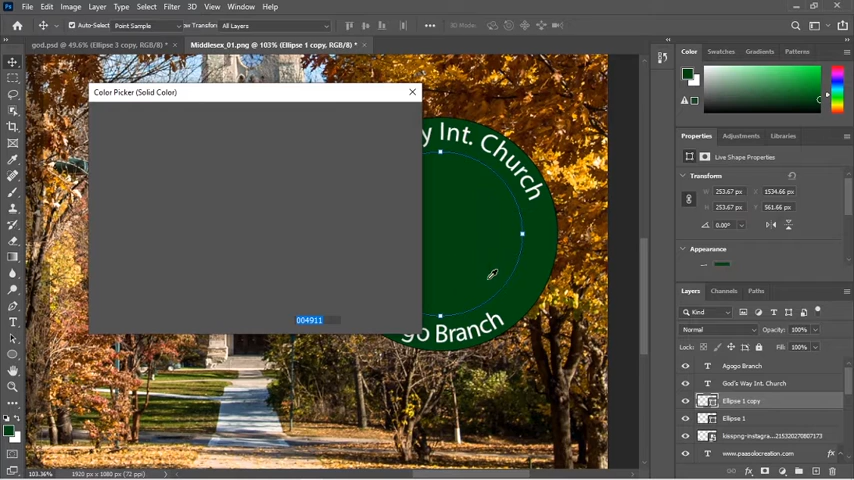 File Edit Image Layer Type Select Filter 3D View Window Help
Auto-Select: Point Sample All Layers 3D Mode:
god.psd @ 49.6% (Ellipse 3 copy, RGB/8) * × Middlesex_01.png @ 103% (Ellipse 1 copy, RGB/8*) * ×
Color Picker (Solid Color)
004911
Way Int. Church
go Branch
Color Swatches Gradients Patterns
Properties Adjustments Libraries
Live Shape Properties
Transform
W: 253.67 px X: 1534.66 px
H: 253.67 px Y: 561.66 px
0.00°
Appearance
Layers Channels Paths
Kind
Normal Opacity: 100%
Lock: Fill: 100%
T Agogo Branch
T God's Way Int. Church
Ellipse 1 copy
Ellipse 1
T www.paasolocreation.com fx
103.36% 1920 px x 1080 px (72 ppi)